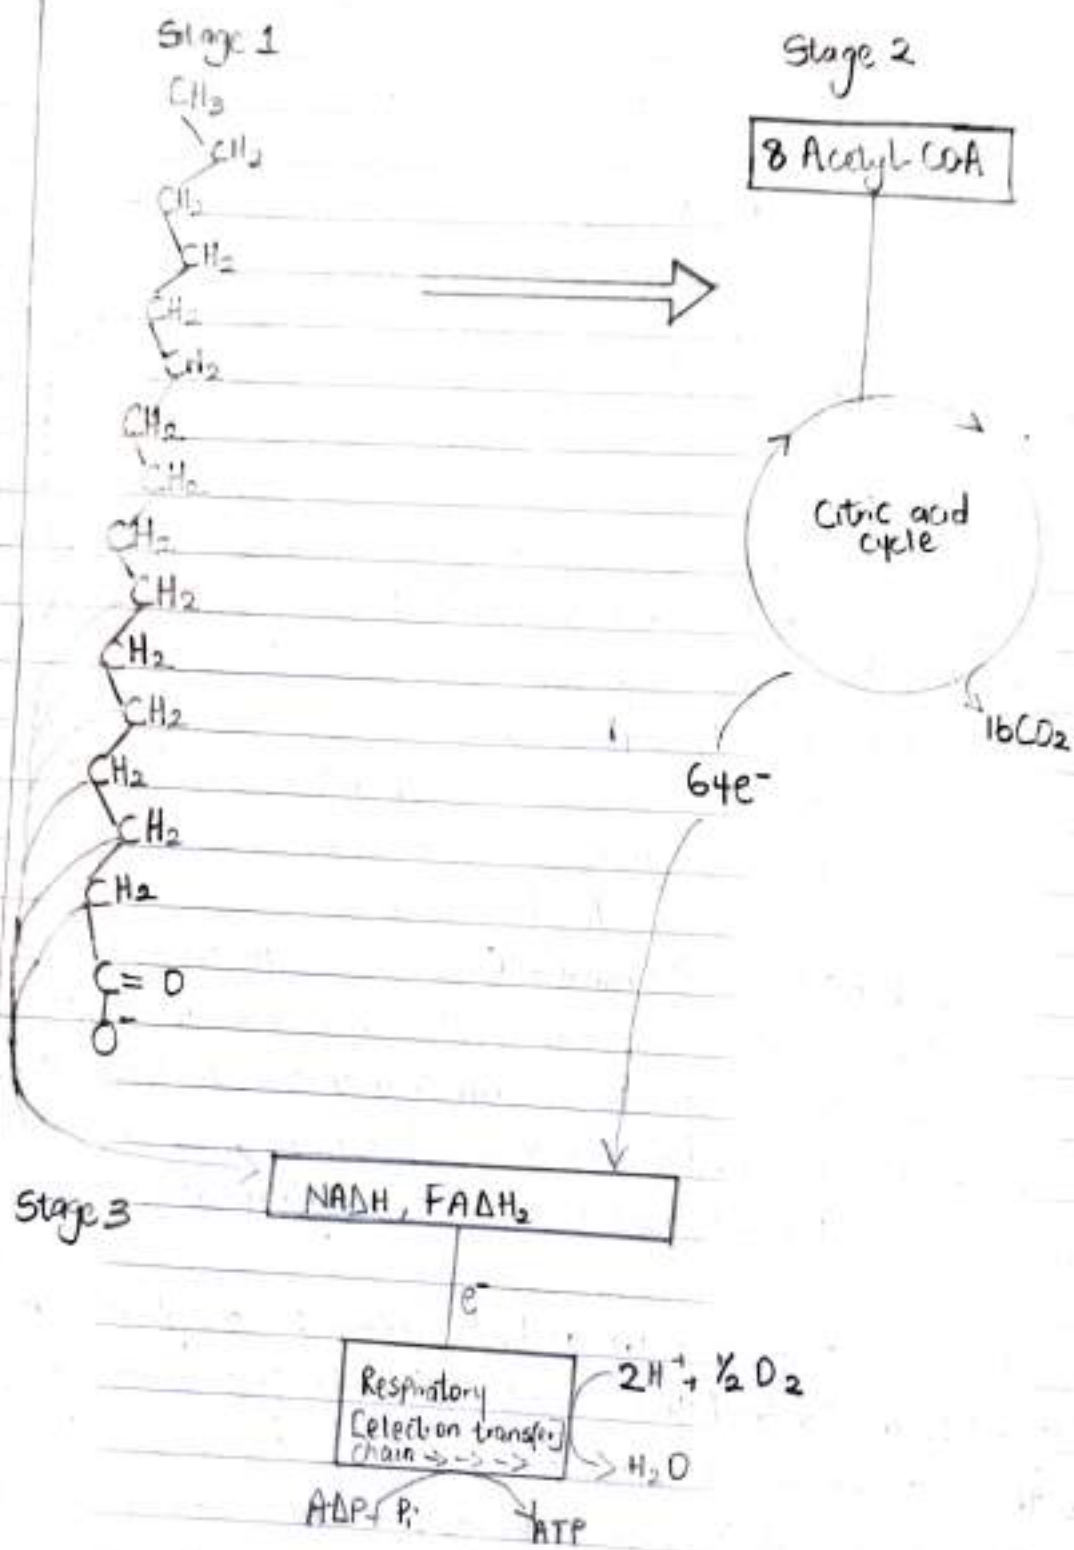 Stage 1
CH3
CH2
CH2
CH2
CH2
CH2
CH2
CH2
CH2
CH2
CH2
CH2
CH2
CH2
CH2
C=O
O⁻
Stage 2
8 Acetyl-CoA
Citric acid
cycle
16CO2
64e⁻
Stage 3
NADH, FADH2
e⁻
Respiratory
[electron transfer]
chain →→→
2H⁺+ ½O2
H2O
ADP+ Pi
ATP